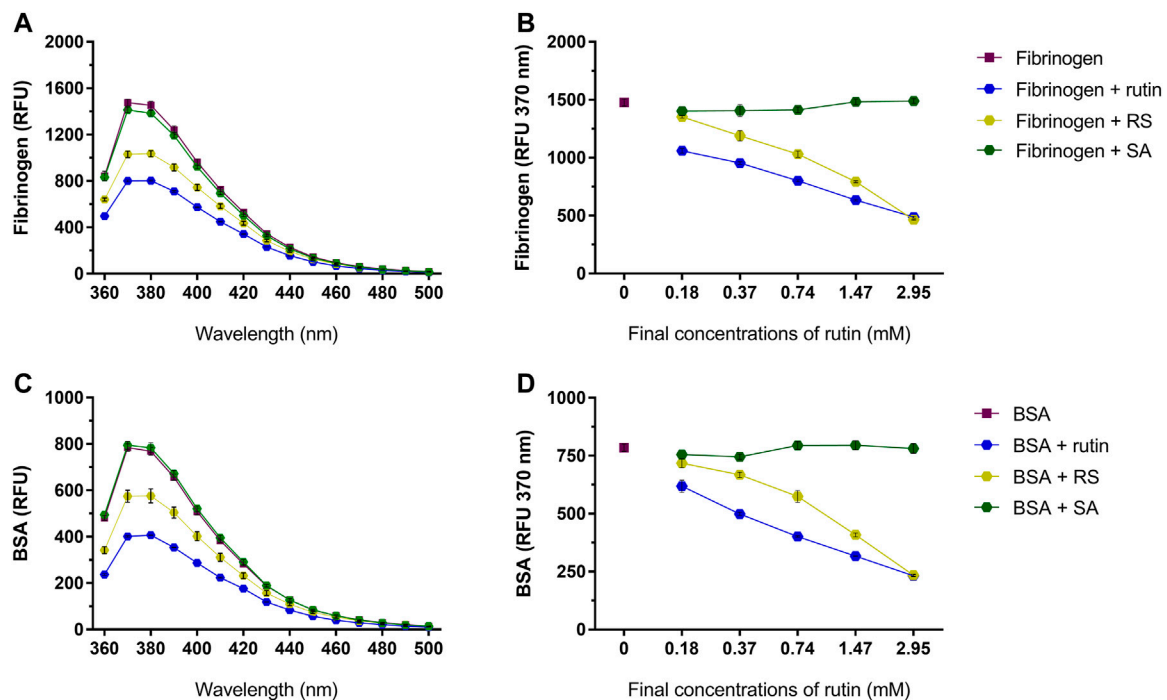 A
Fibrinogen (RFU)
2000
1600
1200
800
400
0
360 380 400 420 440 460 480 500
Wavelength (nm)
B
Fibrinogen (RFU 370 nm)
2000
1500
1000
500
0
0 0.18 0.37 0.74 1.47 2.95
Final concentrations of rutin (mM)
Fibrinogen
Fibrinogen + rutin
Fibrinogen + RS
Fibrinogen + SA
C
BSA (RFU)
1000
800
600
400
200
0
360 380 400 420 440 460 480 500
Wavelength (nm)
D
BSA (RFU 370 nm)
1000
750
500
250
0
0 0.18 0.37 0.74 1.47 2.95
Final concentrations of rutin (mM)
BSA
BSA + rutin
BSA + RS
BSA + SA